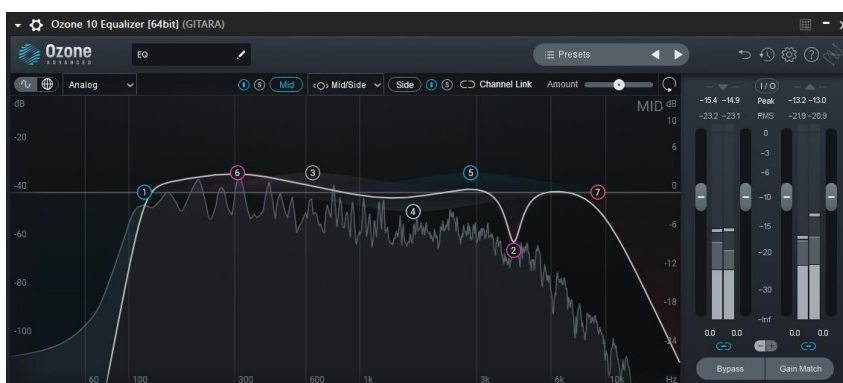 Ozone 10 Equalizer [64bit] (GITARA)
Ozone
ADVANCED
EQ
Presets
Analog
S
Mid
Mid/Side
Side
S
Channel Link
Amount
I / O
dB
MID dB
-15.4 -14.9 Peak -13.2 -13.0
-23.2 -23.1 RMS -21.9 -20.9
10
0
-20
6
-3
-6
6
3
5
-40
1
7
0
-10
4
-15
-60
-6
2
-20
-12
-80
-30
-18
-100
-Inf
0.0 0.0 0.0 0.0
-24
60 100 300 600 1k 3k 6k 10k Hz
Bypass
Gain Match